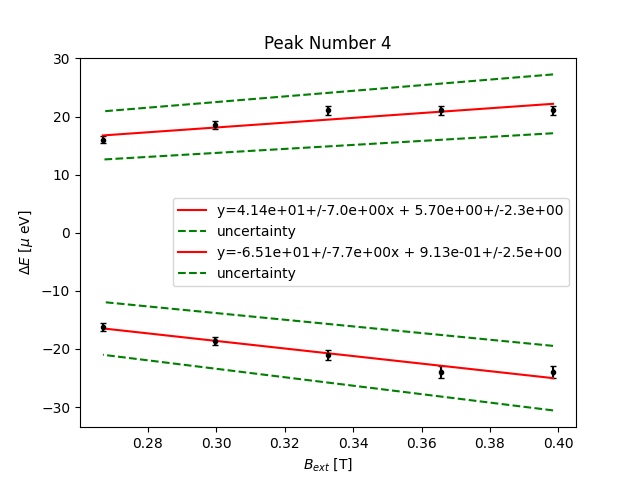 Peak Number 4
30
20
10
0
−10
−20
−30
ΔE [μ eV]
y=4.14e+01+/-7.0e+00x + 5.70e+00+/-2.3e+00
uncertainty
y=-6.51e+01+/-7.7e+00x + 9.13e-01+/-2.5e+00
uncertainty
0.28 0.30 0.32 0.34 0.36 0.38 0.40
B_ext [T]